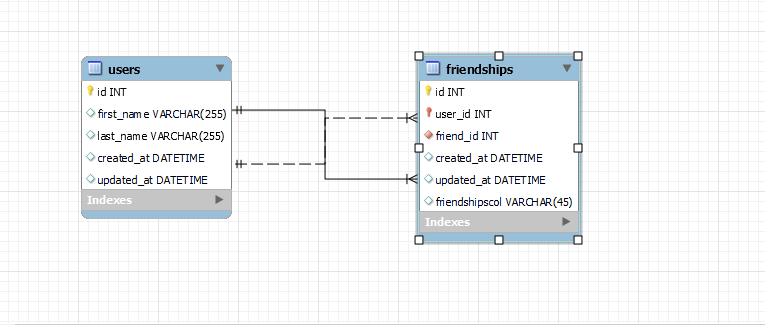 users
id INT
first_name VARCHAR(255)
last_name VARCHAR(255)
created_at DATETIME
updated_at DATETIME
Indexes
friendships
id INT
user_id INT
friend_id INT
created_at DATETIME
updated_at DATETIME
friendshipscol VARCHAR(45)
Indexes